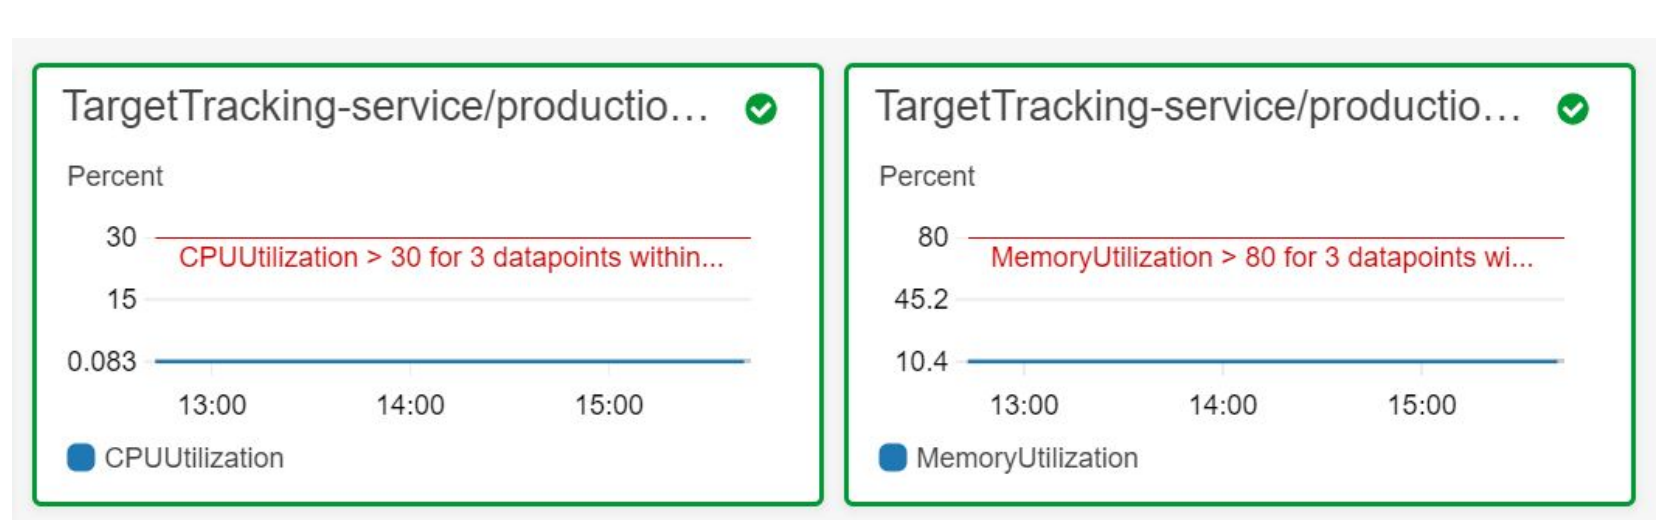 TargetTracking-service/productio...
Percent
30
CPUUtilization > 30 for 3 datapoints within...
15
0.083
13:00 14:00 15:00
CPUUtilization
TargetTracking-service/productio...
Percent
80
MemoryUtilization > 80 for 3 datapoints wi...
45.2
10.4
13:00 14:00 15:00
MemoryUtilization